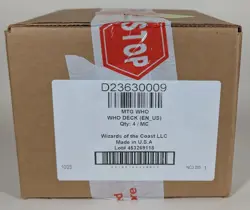 STOP
D23630009
MTG WHO
WHO DECK (EN_US)
Qty: 4 / MC
Wizards of the Coast LLC
Made in U.S.A